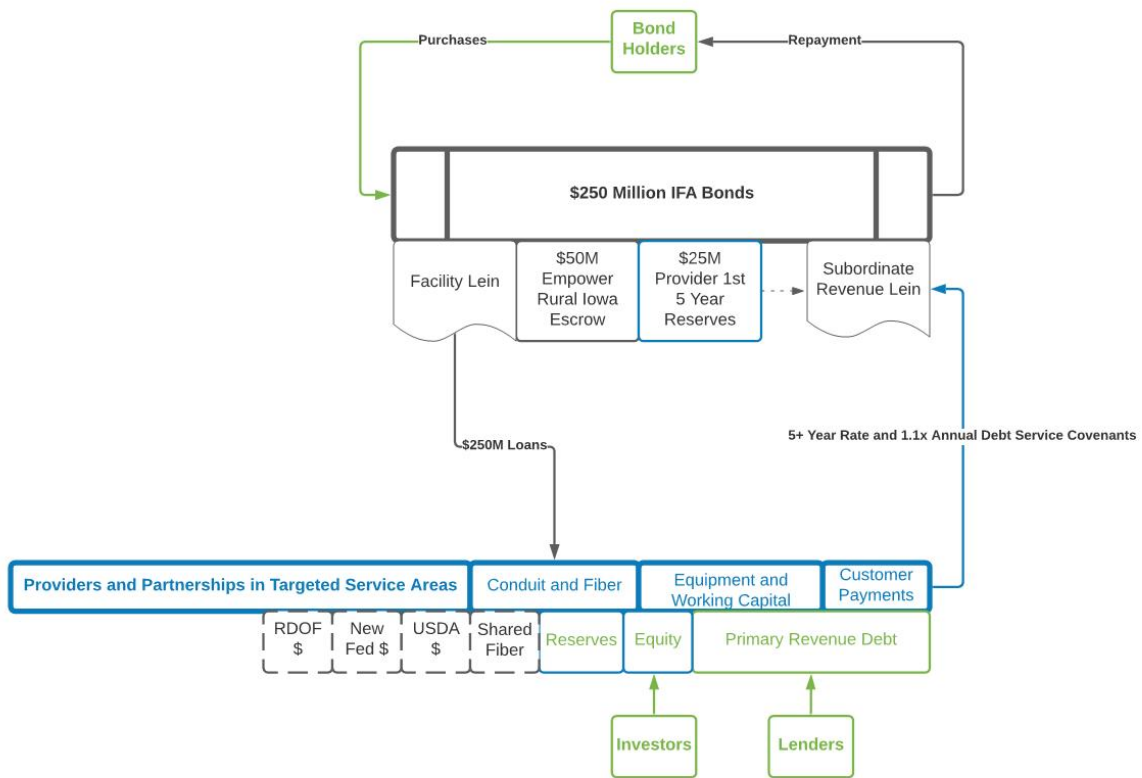 Bond
Holders
Purchases
Repayment
$250 Million IFA Bonds
Facility Lein
$50M
Empower
Rural Iowa
Escrow
$25M
Provider 1st
5 Year
Reserves
Subordinate
Revenue Lein
5+ Year Rate and 1.1x Annual Debt Service Covenants
$250M Loans
Providers and Partnerships in Targeted Service Areas
Conduit and Fiber
Equipment and
Working Capital
Customer
Payments
RDOF
$
New
Fed $
USDA
$
Shared
Fiber
Reserves
Equity
Primary Revenue Debt
Investors
Lenders